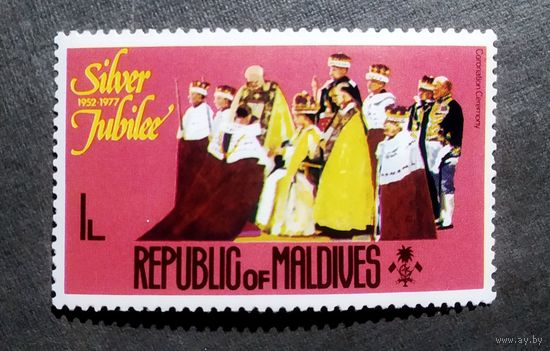 Silver
1952-1977
Jubilee
Coronation Ceremony
1L
REPUBLIC OF MALDIVES
www.ay.by